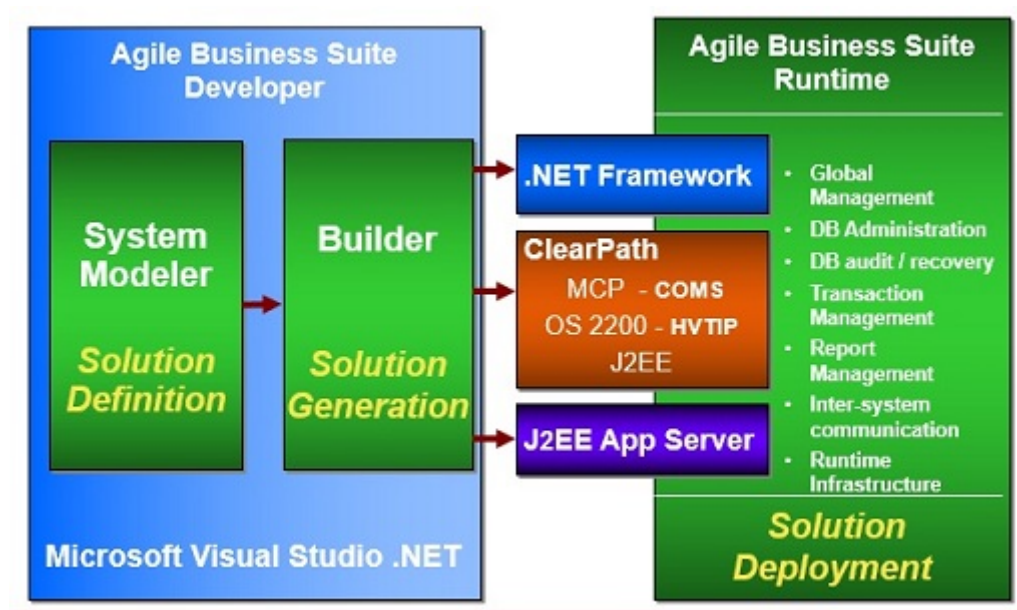 Agile Business Suite
Developer
System
Modeler
Solution
Definition
Builder
Solution
Generation
Microsoft Visual Studio .NET
.NET Framework
ClearPath
MCP - COMS
OS 2200 - HVTIP
J2EE
J2EE App Server
Agile Business Suite
Runtime
• Global
Management
• DB Administration
• DB audit / recovery
• Transaction
Management
• Report
Management
• Inter-system
communication
• Runtime
Infrastructure
Solution
Deployment